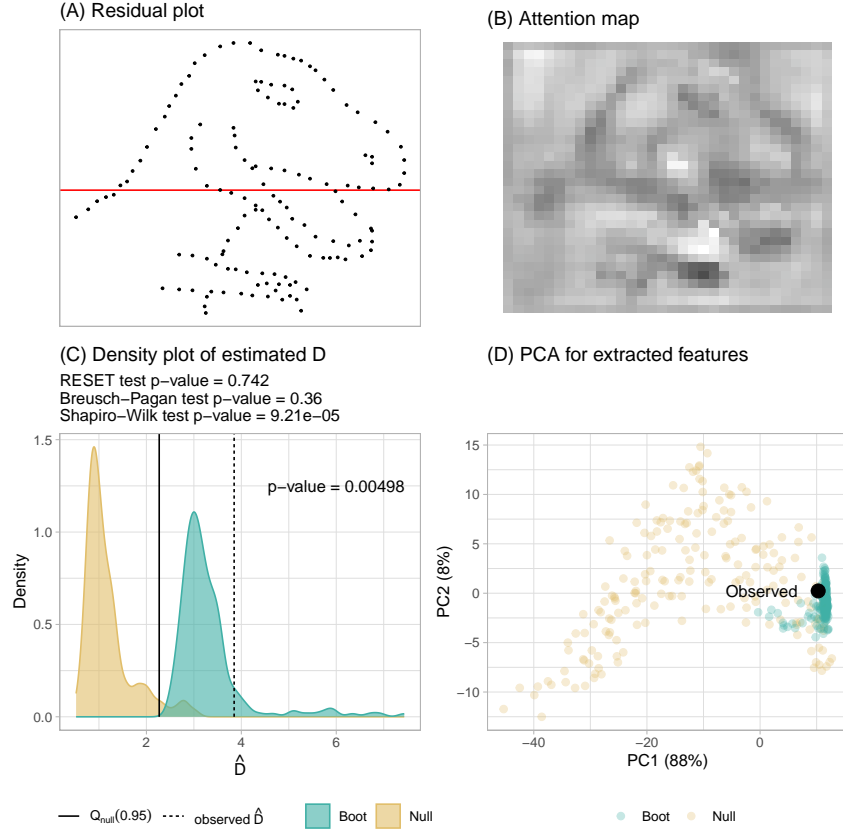 (A) Residual plot
(B) Attention map
(C) Density plot of estimated D
RESET test p−value = 0.742
Breusch−Pagan test p−value = 0.36
Shapiro−Wilk test p−value = 9.21e−05
1.5
1.0
0.5
0.0
Density
p−value = 0.00498
2
4
6
D̂
(D) PCA for extracted features
15
10
5
0
−5
−10
PC2 (8%)
Observed
−40
−20
0
PC1 (88%)
Qnull(0.95)
observed D̂
Boot
Null
Boot
Null